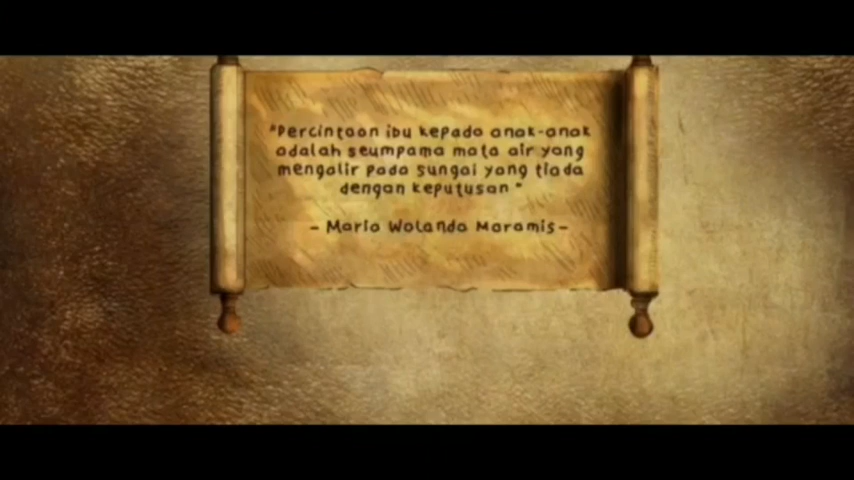 "Percintaan ibu kepada anak-anak
adalah seumpama mata air yang
mengalir pada sungai yang tiada
dengan keputusan "
- Maria Wolanda Maramis-